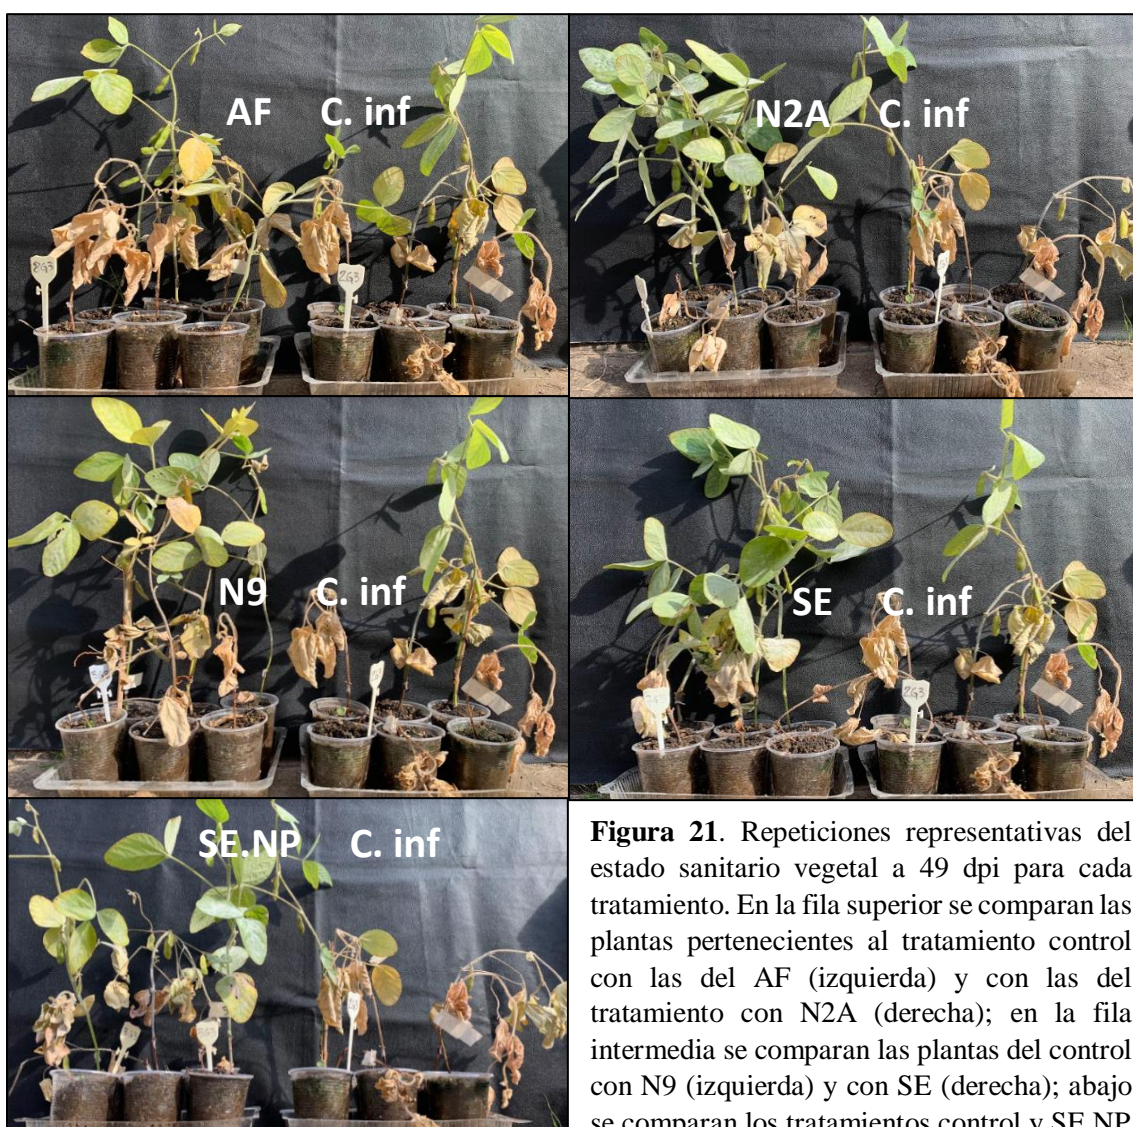 AF C. inf
2G3
N2A C. inf
N9 C. inf
SE C. inf
2G3
SE.NP C. inf
Figura 21. Repeticiones representativas del
estado sanitario vegetal a 49 dpi para cada
tratamiento. En la fila superior se comparan las
plantas pertenecientes al tratamiento control
con las del AF (izquierda) y con las del
tratamiento con N2A (derecha); en la fila
intermedia se comparan las plantas del control
con N9 (izquierda) y con SE (derecha); abajo
se comparan los tratamientos control y SE.NP